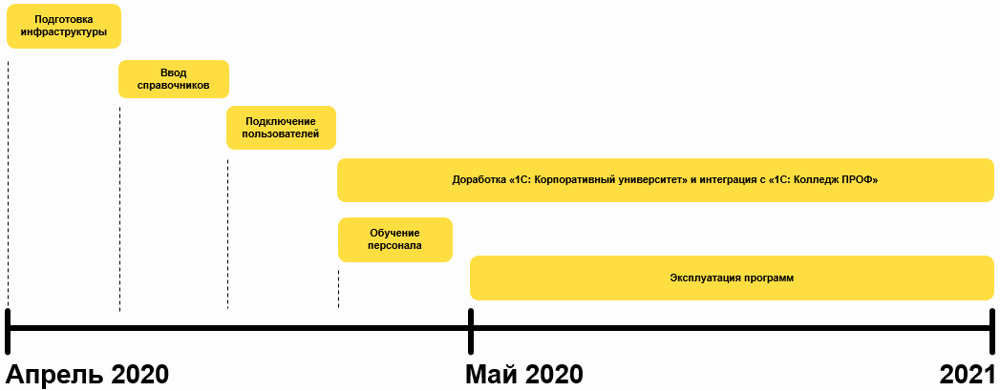 Подготовка
инфраструктуры
Ввод
справочников
Подключение
пользователей
Доработка «1С: Корпоративный университет» и интеграция с «1С: Колледж ПРОФ»
Обучение
персонала
Эксплуатация программ
Апрель 2020
Май 2020
2021